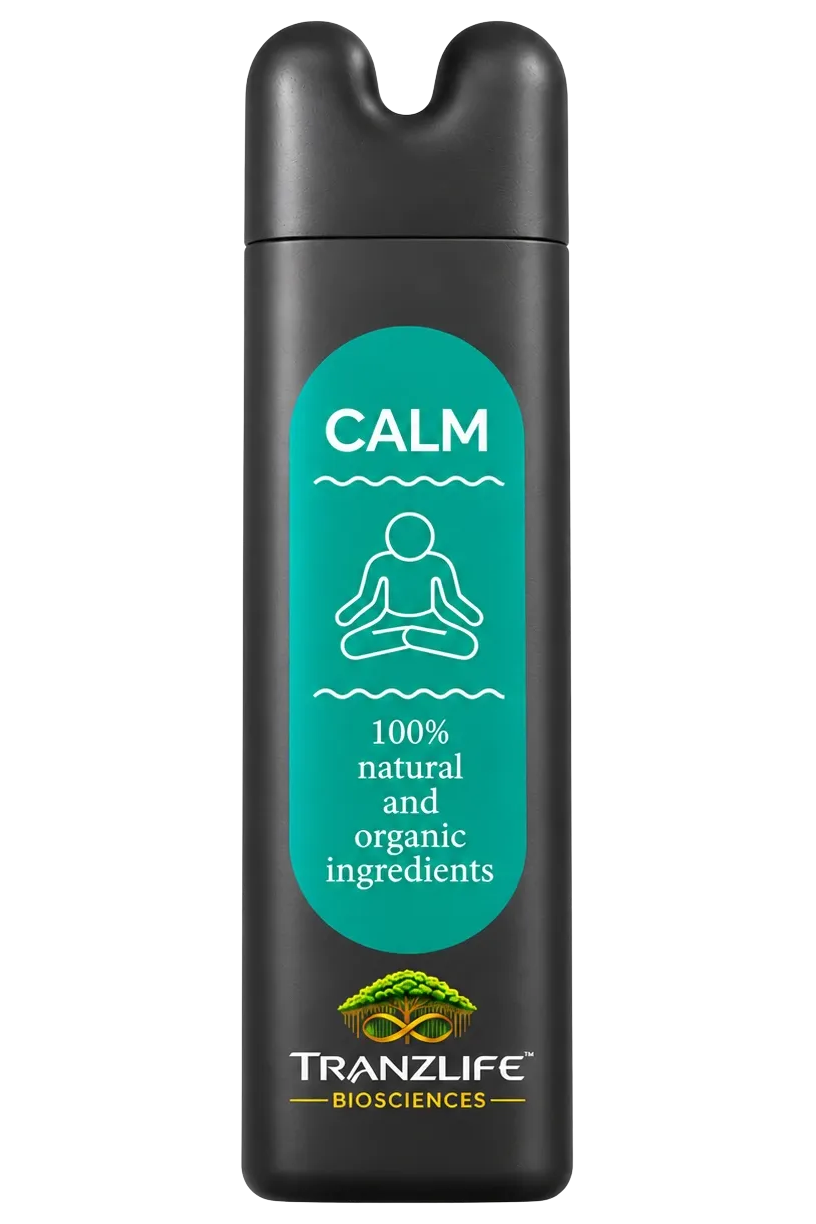 CALM
100%
natural
and
organic
ingredients
TRANZLIFE™
BIOSCIENCES